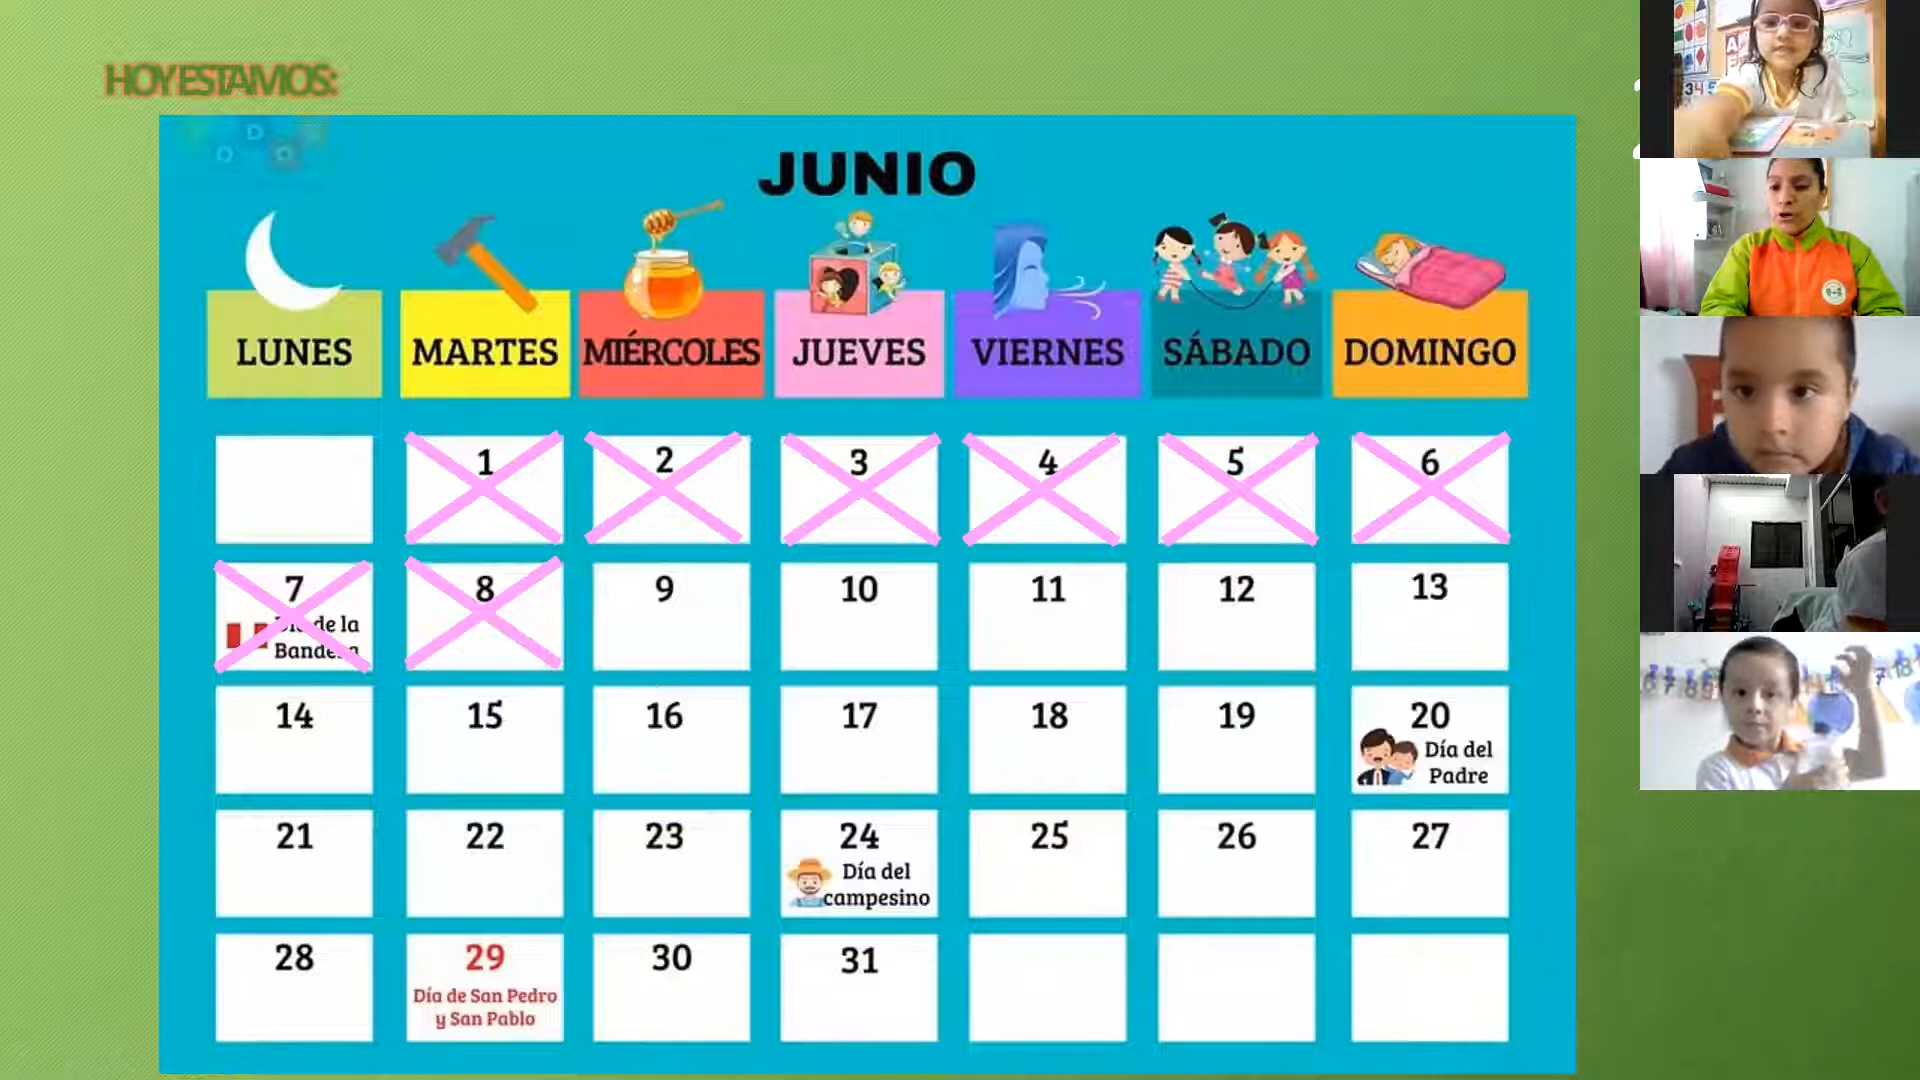 HOY ESTAMOS:
JUNIO
LUNES MARTES MIÉRCOLES JUEVES VIERNES SÁBADO DOMINGO
1 2 3 4 5 6
7 8 9 10 11 12 13
Día de la
Bandera
14 15 16 17 18 19 20
Día del
Padre
21 22 23 24 25 26 27
Día del
campesino
28 29 30 31
Día de San Pedro
y San Pablo